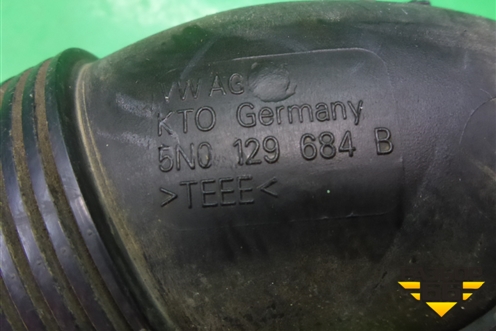 VW AG
KTO Germany
5N0 129 684 B
>TEEE<